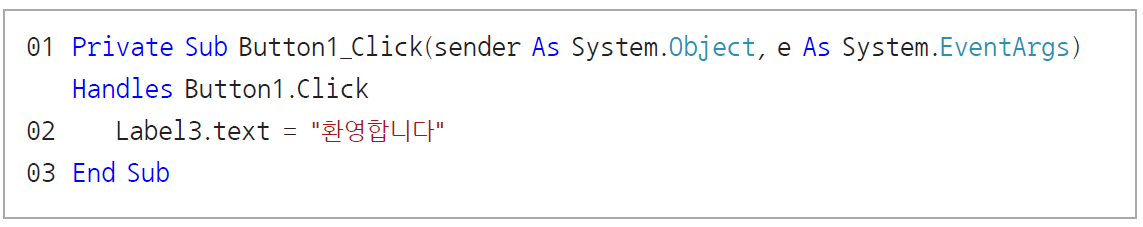 01 Private Sub Button1_Click(sender As System.Object, e As System.EventArgs)
Handles Button1.Click
02 Label3.text = "환영합니다"
03 End Sub